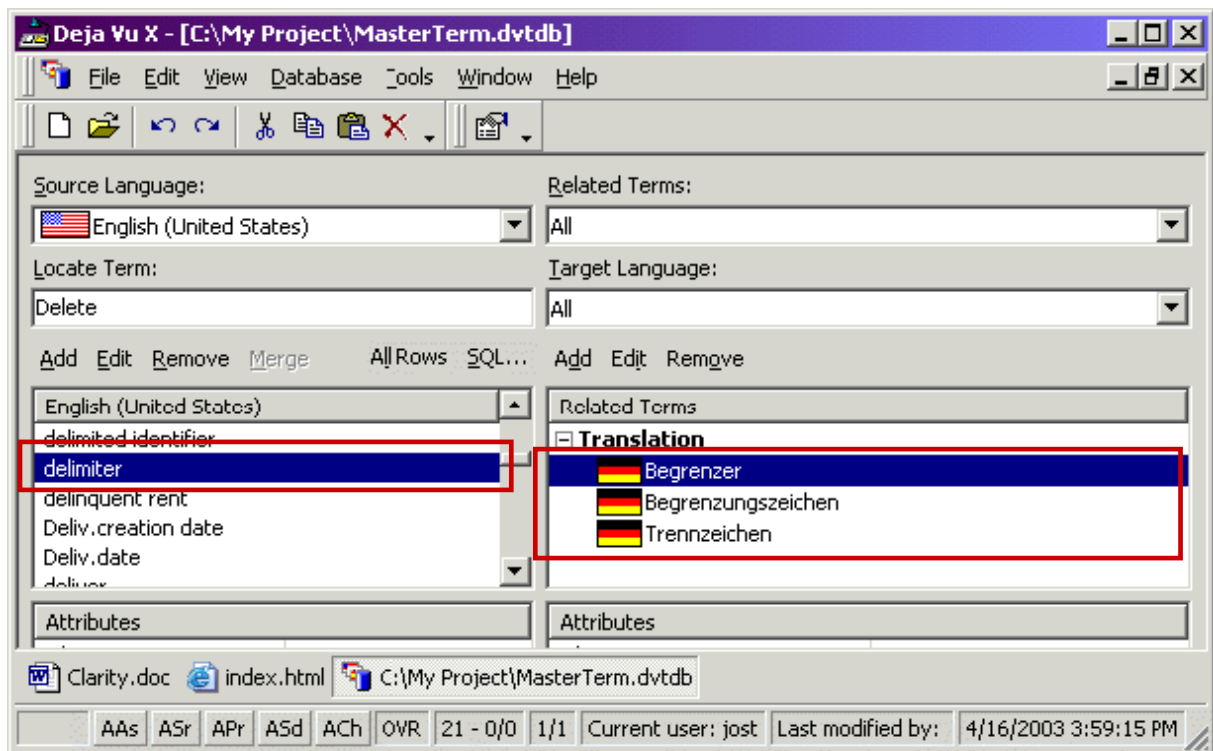 Deja Vu X - [C:\My Project\MasterTerm.dvtdb]
File Edit View Database Tools Window Help
Source Language:
Related Terms:
English (United States)
All
Locate Term:
Target Language:
Delete
All
Add Edit Remove Merge All Rows SQL... Add Edit Remove
English (United States)
Related Terms
delimited identifier
Translation
delimiter
Begrenzer
delinquent rent
Begrenzungszeichen
Deliv.creation date
Trennzeichen
Deliv.date
deliver
Attributes
Attributes
Clarity.doc index.html C:\My Project\MasterTerm.dvtdb
AAs ASr APr ASd ACh OVR 21 - 0/0 1/1 Current user: jost Last modified by: 4/16/2003 3:59:15 PM